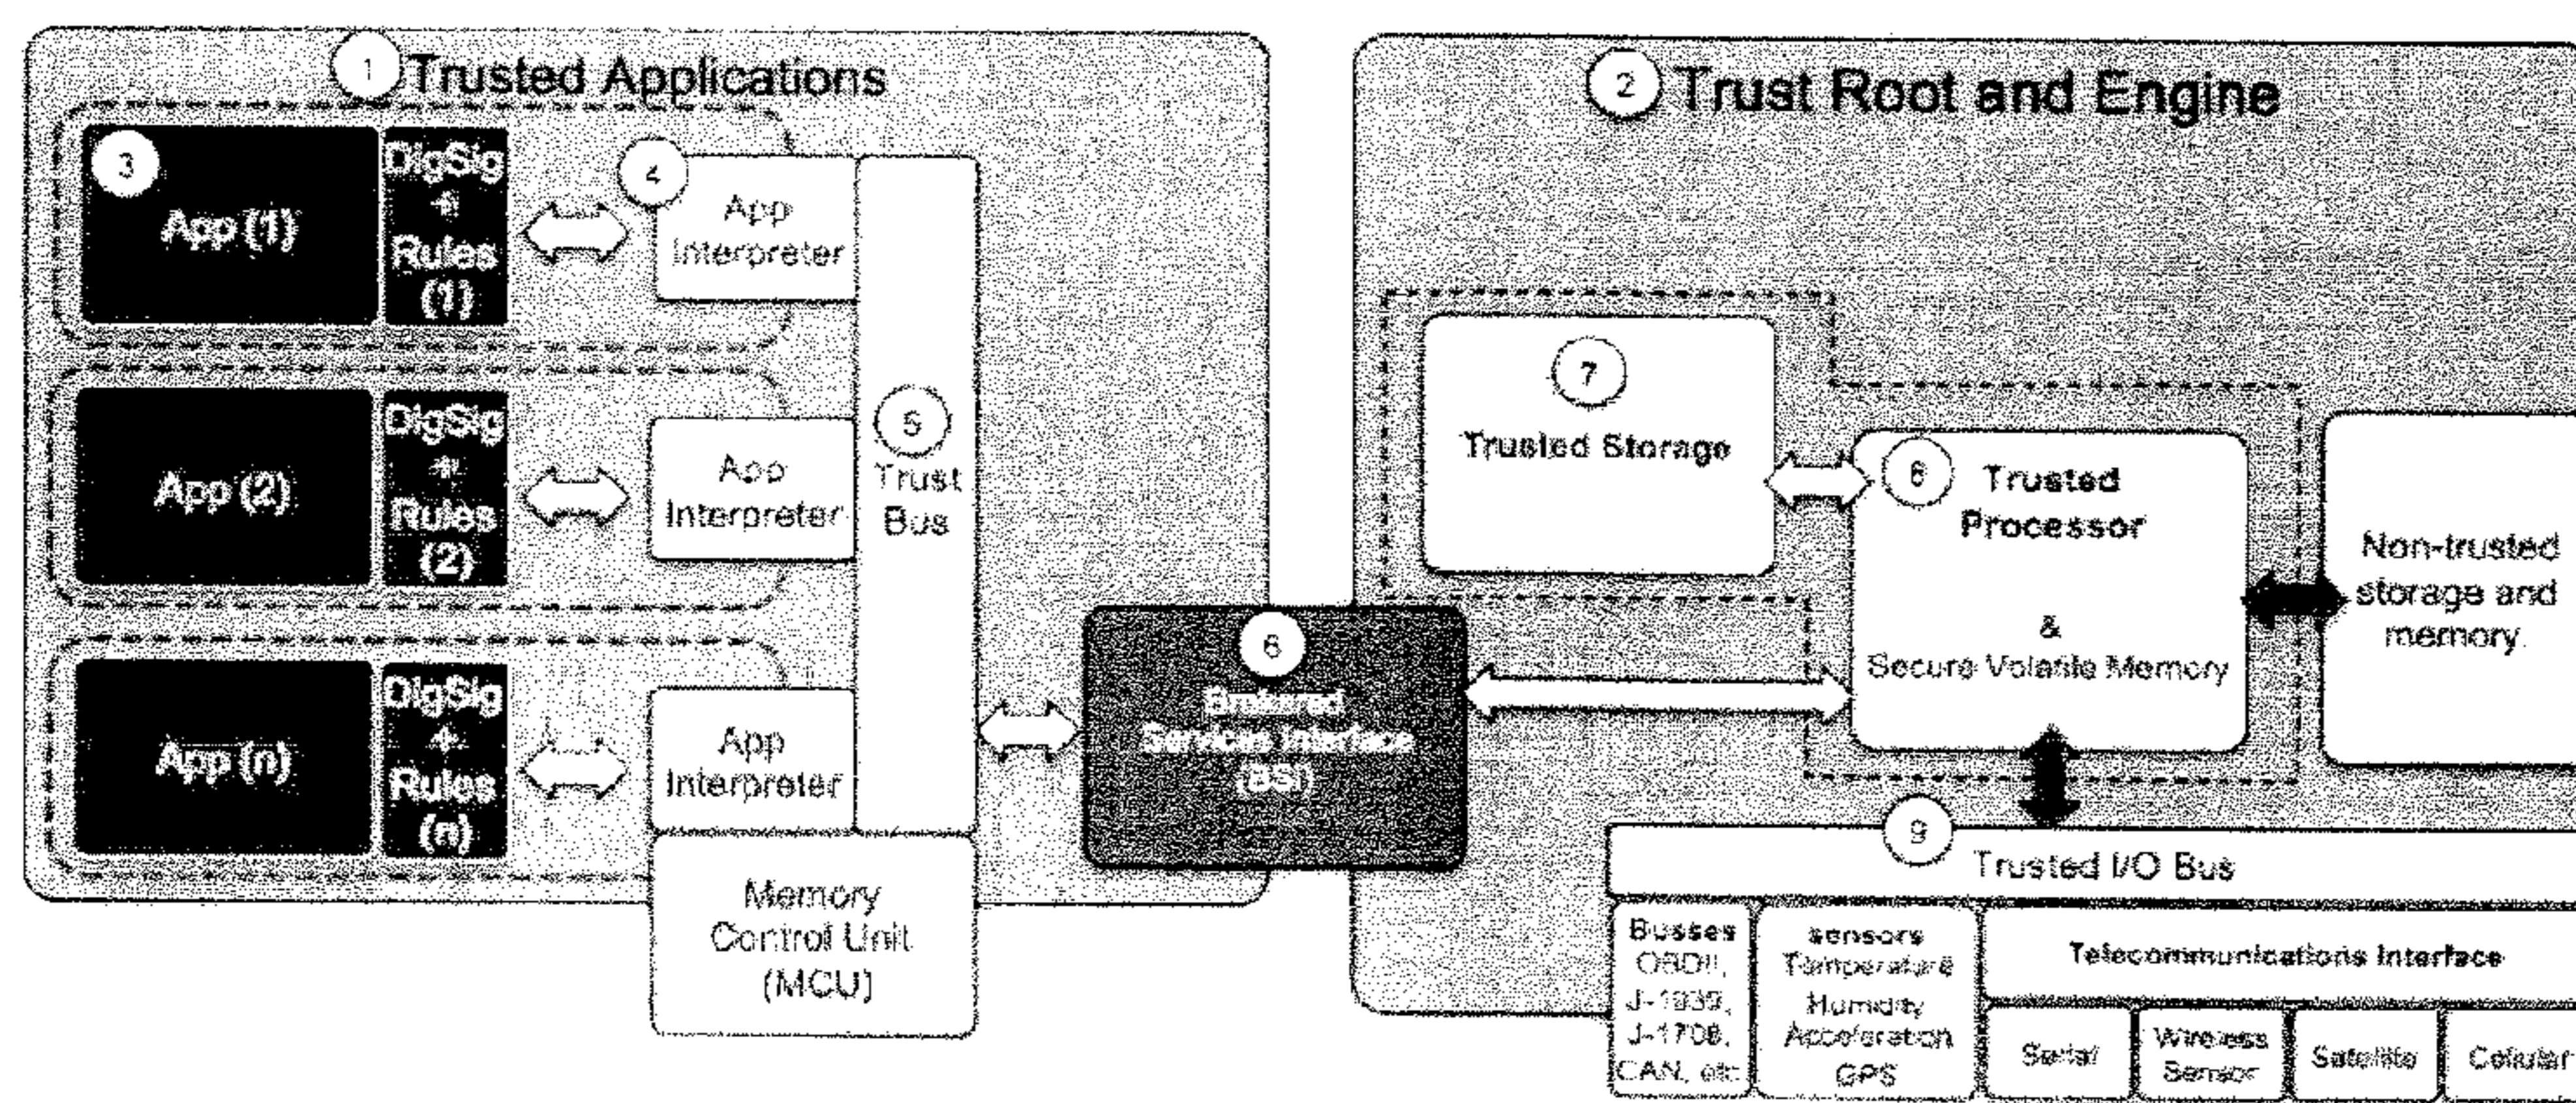 1 Trusted Applications
3
App (1)
DigSig
+
Rules
(1)
4
App
Interpreter
App (2)
DigSig
+
Rules
(2)
App
Interpreter
5
Trust
Bus
App (n)
DigSig
+
Rules
(n)
App
Interpreter
Memory
Control Unit
(MCU)
6
Brokered
Services Interface
(BSI)
2 Trust Root and Engine
7
Trusted Storage
Trusted
Processor
&
Secure Volatile Memory
Non-trusted
storage and
memory.
9
Trusted I/O Bus
Busses
OBDII,
J-1939,
J-1708,
CAN, etc
sensors
Temperature
Humidity
Acceleration
GPS
Telecommunications Interface
Serial
Wireless
Sensor
Satellite
Cellular